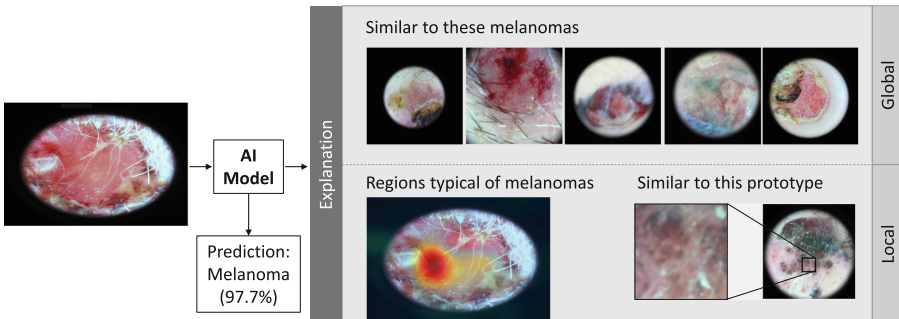 Similar to these melanomas
Global
AI
Model
Explanation
Prediction:
Melanoma
(97.7%)
Regions typical of melanomas
Similar to this prototype
Local